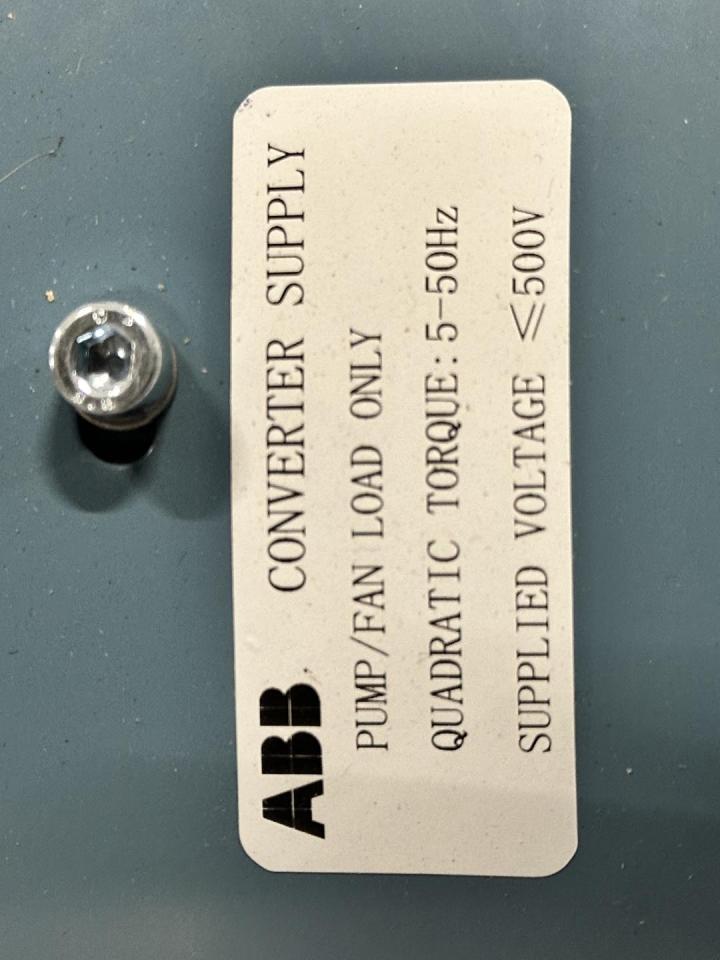 ABB CONVERTER SUPPLY
PUMP/FAN LOAD ONLY
QUADRATIC TORQUE:5-50Hz
SUPPLIED VOLTAGE ≤500V